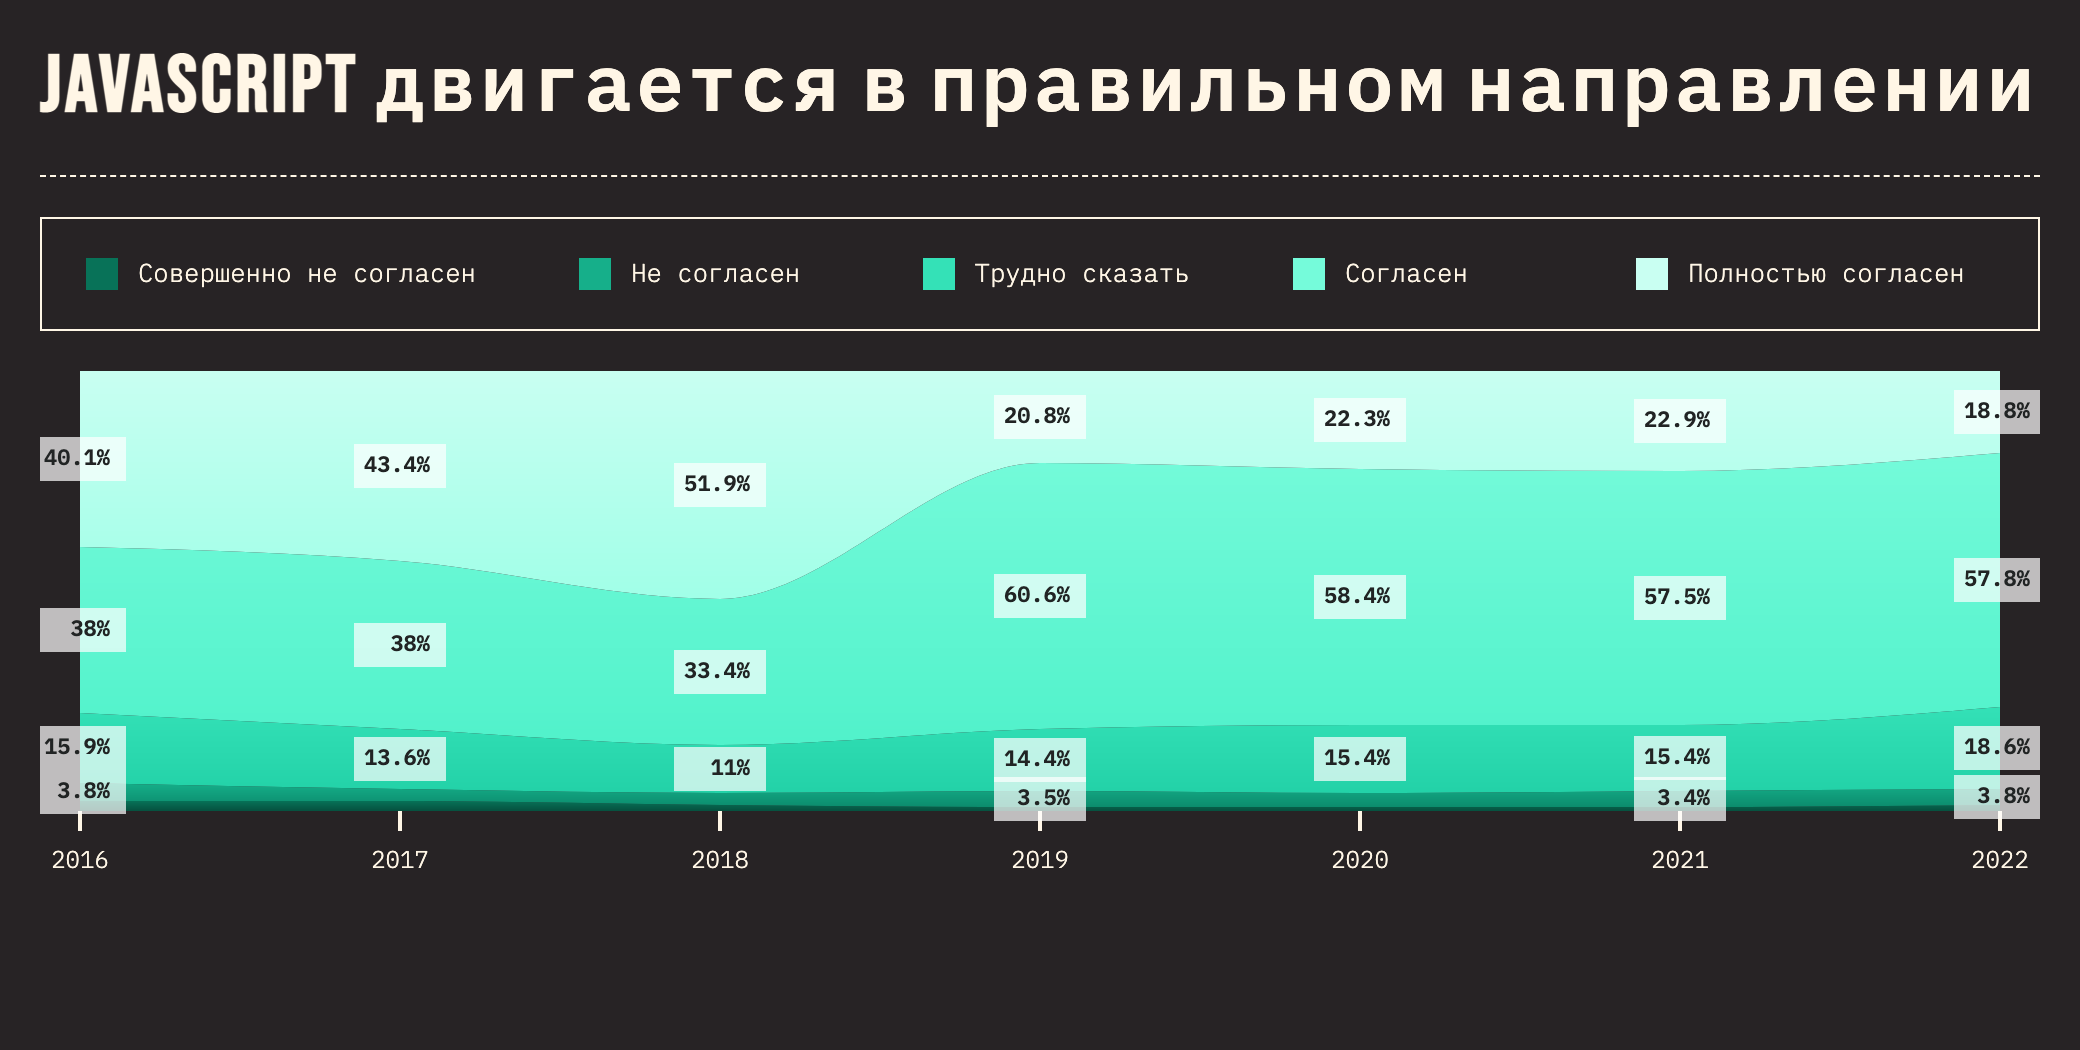 JAVASCRIPT двигается в правильном направлении
Совершенно не согласен Не согласен Трудно сказать Согласен Полностью согласен
40.1% 43.4% 51.9% 20.8% 22.3% 22.9% 18.8%
38% 38% 33.4% 60.6% 58.4% 57.5% 57.8%
15.9% 13.6% 11% 14.4% 15.4% 15.4% 18.6%
3.8% 3.5% 3.4% 3.8%
2016 2017 2018 2019 2020 2021 2022